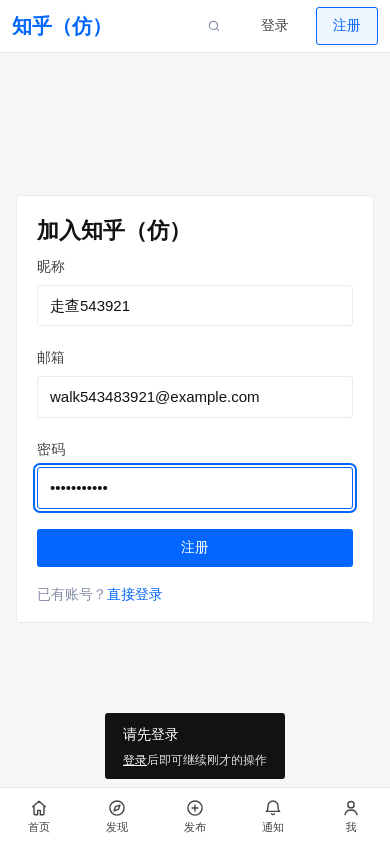 知乎（仿）
登录
注册
加入知乎（仿）
昵称
走查543921
邮箱
walk543483921@example.com
密码
•••••••••••
注册
已有账号？直接登录
请先登录
登录后即可继续刚才的操作
首页
发现
发布
通知
我